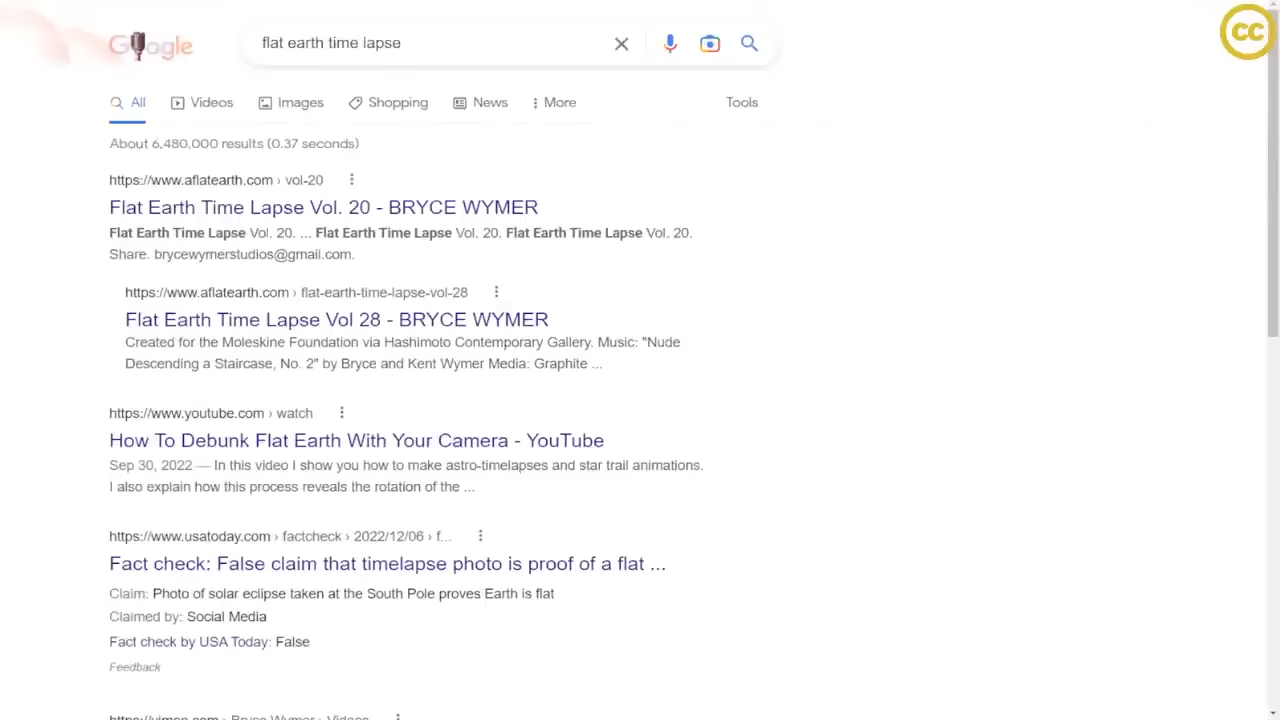 Google
flat earth time lapse
CC
All Videos Images Shopping News More Tools
About 6,480,000 results (0.37 seconds)
https://www.aflatearth.com › vol-20
Flat Earth Time Lapse Vol. 20 - BRYCE WYMER
Flat Earth Time Lapse Vol. 20. ... Flat Earth Time Lapse Vol. 20. Flat Earth Time Lapse Vol. 20.
Share. brycewymerstudios@gmail.com.
https://www.aflatearth.com › flat-earth-time-lapse-vol-28
Flat Earth Time Lapse Vol 28 - BRYCE WYMER
Created for the Moleskine Foundation via Hashimoto Contemporary Gallery. Music: "Nude
Descending a Staircase, No. 2" by Bryce and Kent Wymer Media: Graphite ...
https://www.youtube.com › watch
How To Debunk Flat Earth With Your Camera - YouTube
Sep 30, 2022 — In this video I show you how to make astro-timelapses and star trail animations.
I also explain how this process reveals the rotation of the ...
https://www.usatoday.com › factcheck › 2022/12/06 › f...
Fact check: False claim that timelapse photo is proof of a flat ...
Claim: Photo of solar eclipse taken at the South Pole proves Earth is flat
Claimed by: Social Media
Fact check by USA Today: False
Feedback
https://vimeo.com › Bryce Wymer › Videos